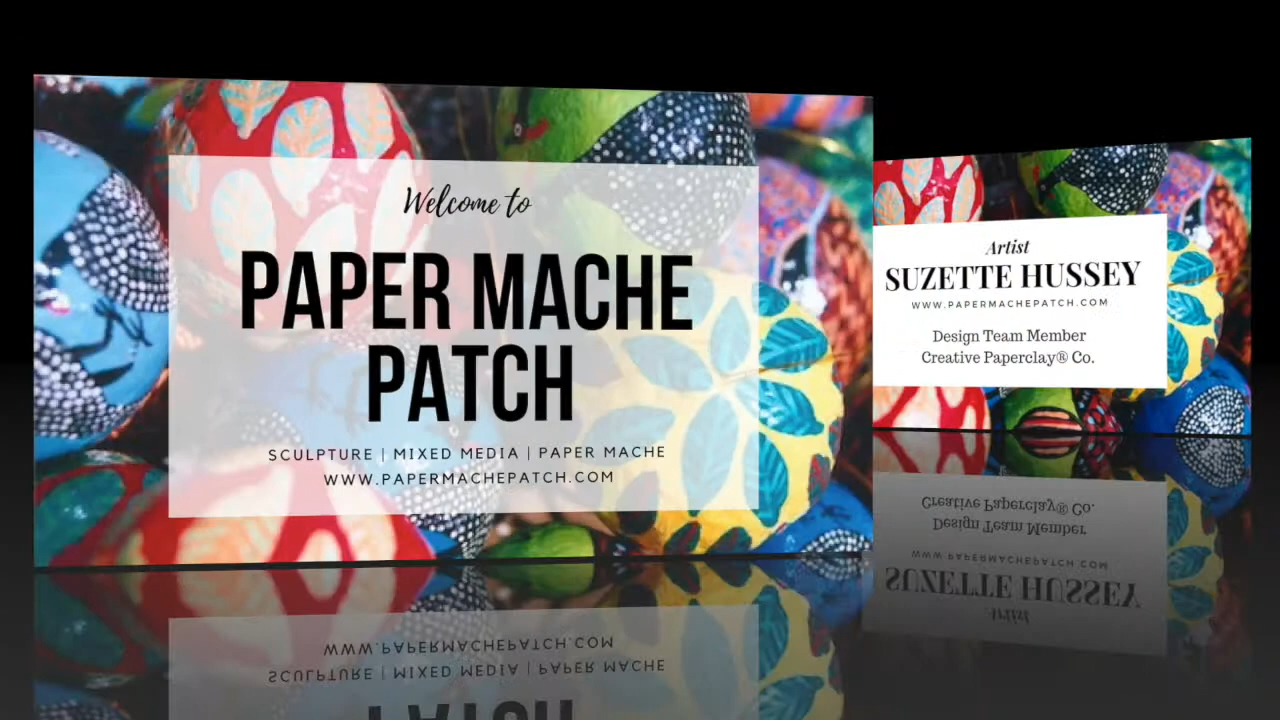 Welcome to
PAPER MACHE
PATCH
SCULPTURE | MIXED MEDIA | PAPER MACHE
WWW.PAPERMACHEPATCH.COM
Artist
SUZETTE HUSSEY
WWW.PAPERMACHEPATCH.COM
Design Team Member
Creative Paperclay® Co.